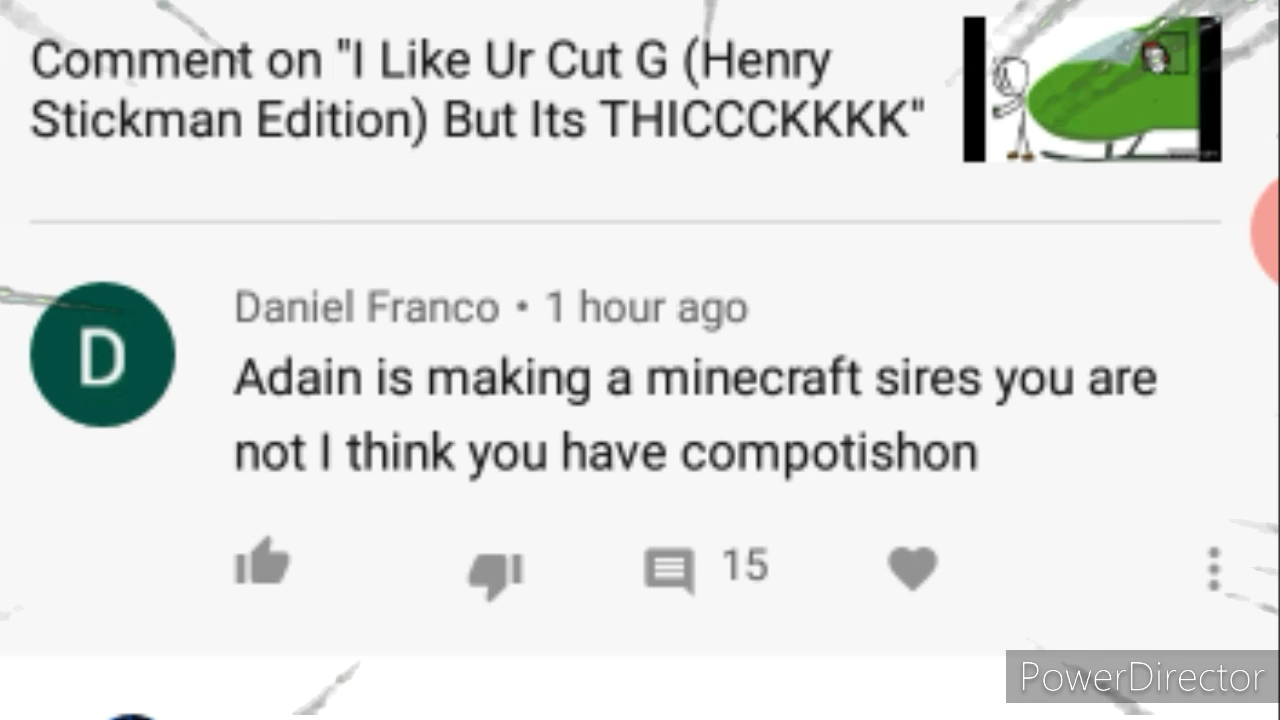 Comment on "I Like Ur Cut G (Henry
Stickman Edition) But Its THICCCKKKK"
Daniel Franco • 1 hour ago
D
Adain is making a minecraft sires you are
not I think you have compotishon
15
PowerDirector